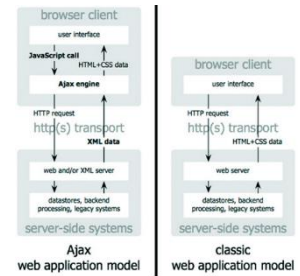 browser client
user interface
JavaScript call
HTML+CSS data
Ajax engine
HTTP request
http(s) transport
XML data
web and/or XML server
datastores, backend
processing, legacy systems
server-side systems
Ajax
web application model
browser client
user interface
HTTP request
http(s) transport
HTML+CSS data
web server
datastores, backend
processing, legacy systems
server-side systems
classic
web application model